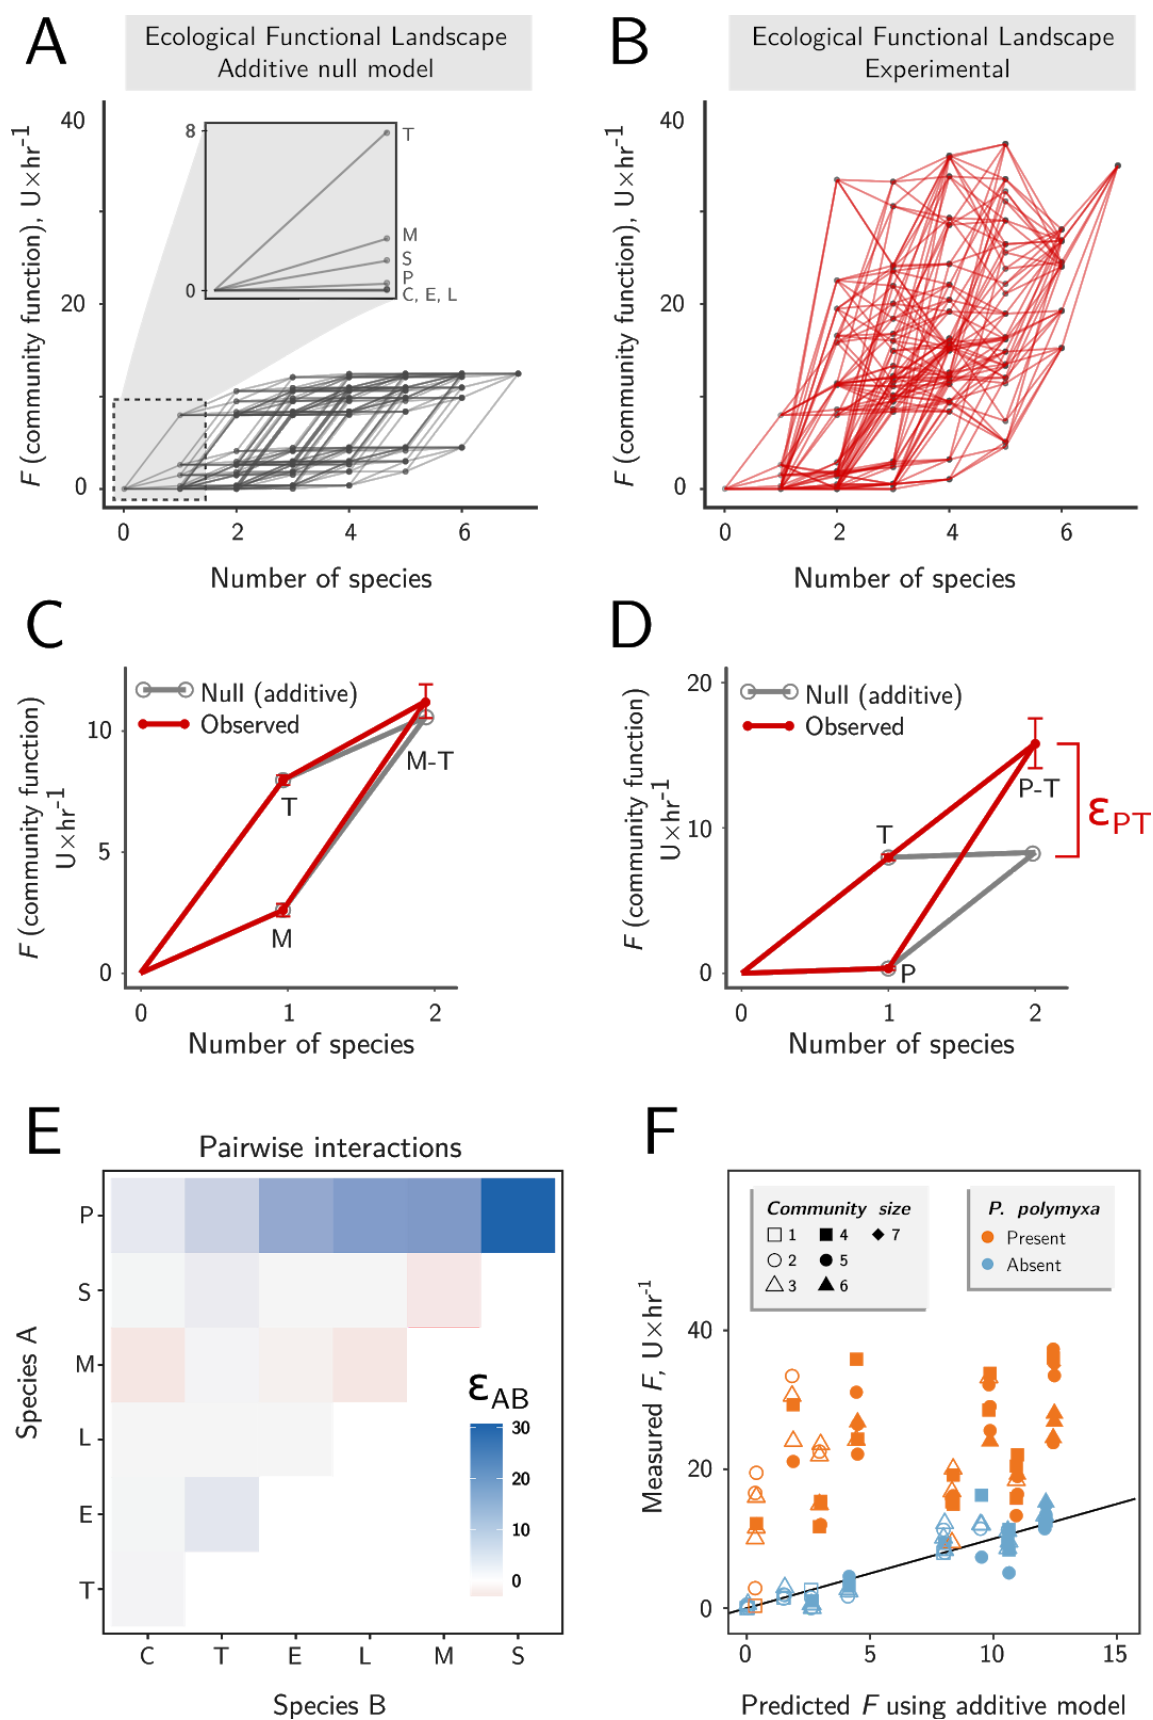 A
Ecological Functional Landscape
Additive null model
F (community function), U×hr-1
40
20
0
8
0
T
M
S
P
C, E, L
0
2
4
6
Number of species
B
Ecological Functional Landscape
Experimental
F (community function), U×hr-1
40
20
0
0
2
4
6
Number of species
C
F (community function)
U×hr-1
Null (additive)
Observed
10
5
0
T
M
M-T
0
1
2
Number of species
D
F (community function)
U×hr-1
Null (additive)
Observed
20
10
0
T
P
P-T
εPT
0
1
2
Number of species
E
Pairwise interactions
Species A
P
S
M
L
E
T
εAB
30
20
10
0
C
T
E
L
M
S
Species B
F
Measured F, U×hr-1
Community size
1
4
7
2
5
3
6
P. polymyxa
Present
Absent
40
20
0
0
5
10
15
Predicted F using additive model